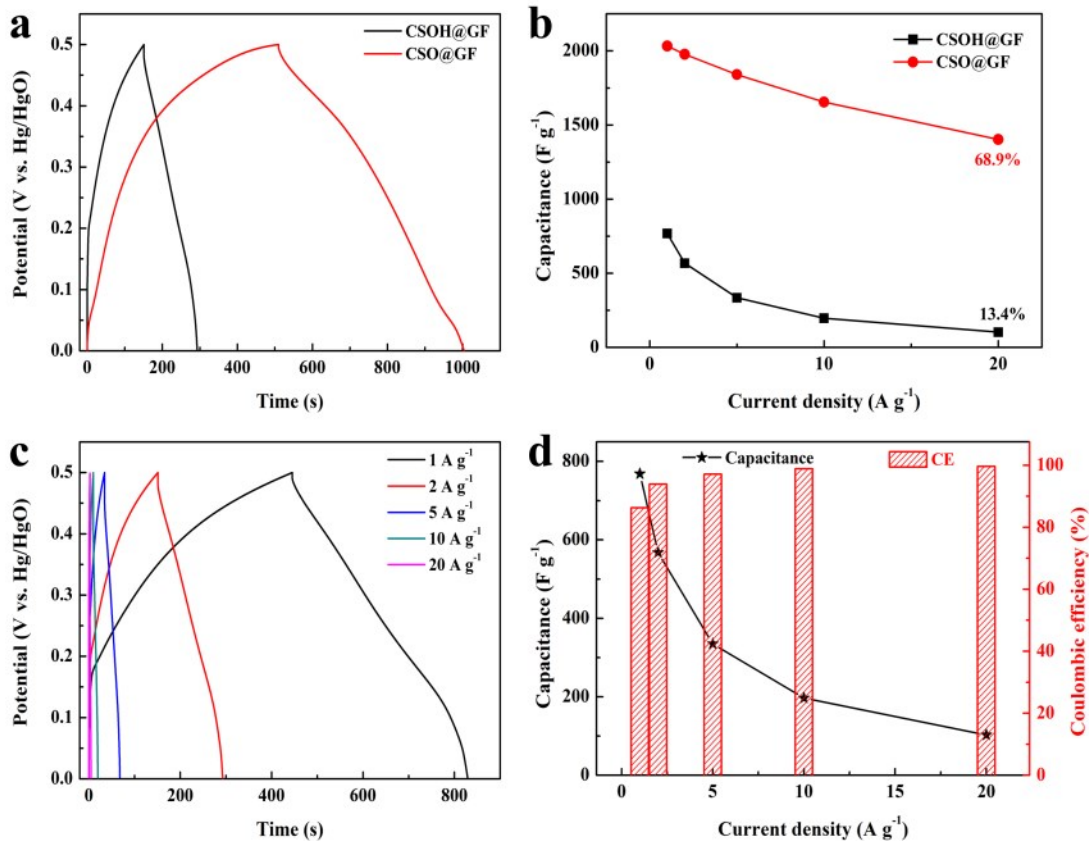 a
CSOH@GF
CSO@GF
0.5
0.4
0.3
0.2
0.1
0.0
Potential (V vs. Hg/HgO)
0 200 400 600 800 1000
Time (s)
b
CSOH@GF
CSO@GF
2000
1500
1000
500
0
Capacitance (F g⁻¹)
68.9%
13.4%
0 10 20
Current density (A g⁻¹)
c
1 A g⁻¹
2 A g⁻¹
5 A g⁻¹
10 A g⁻¹
20 A g⁻¹
0.5
0.4
0.3
0.2
0.1
0.0
Potential (V vs. Hg/HgO)
0 200 400 600 800
Time (s)
d
Capacitance
CE
800
600
400
200
0
Capacitance (F g⁻¹)
100
80
60
40
20
0
Coulombic efficiency (%)
0 5 10 15 20
Current density (A g⁻¹)